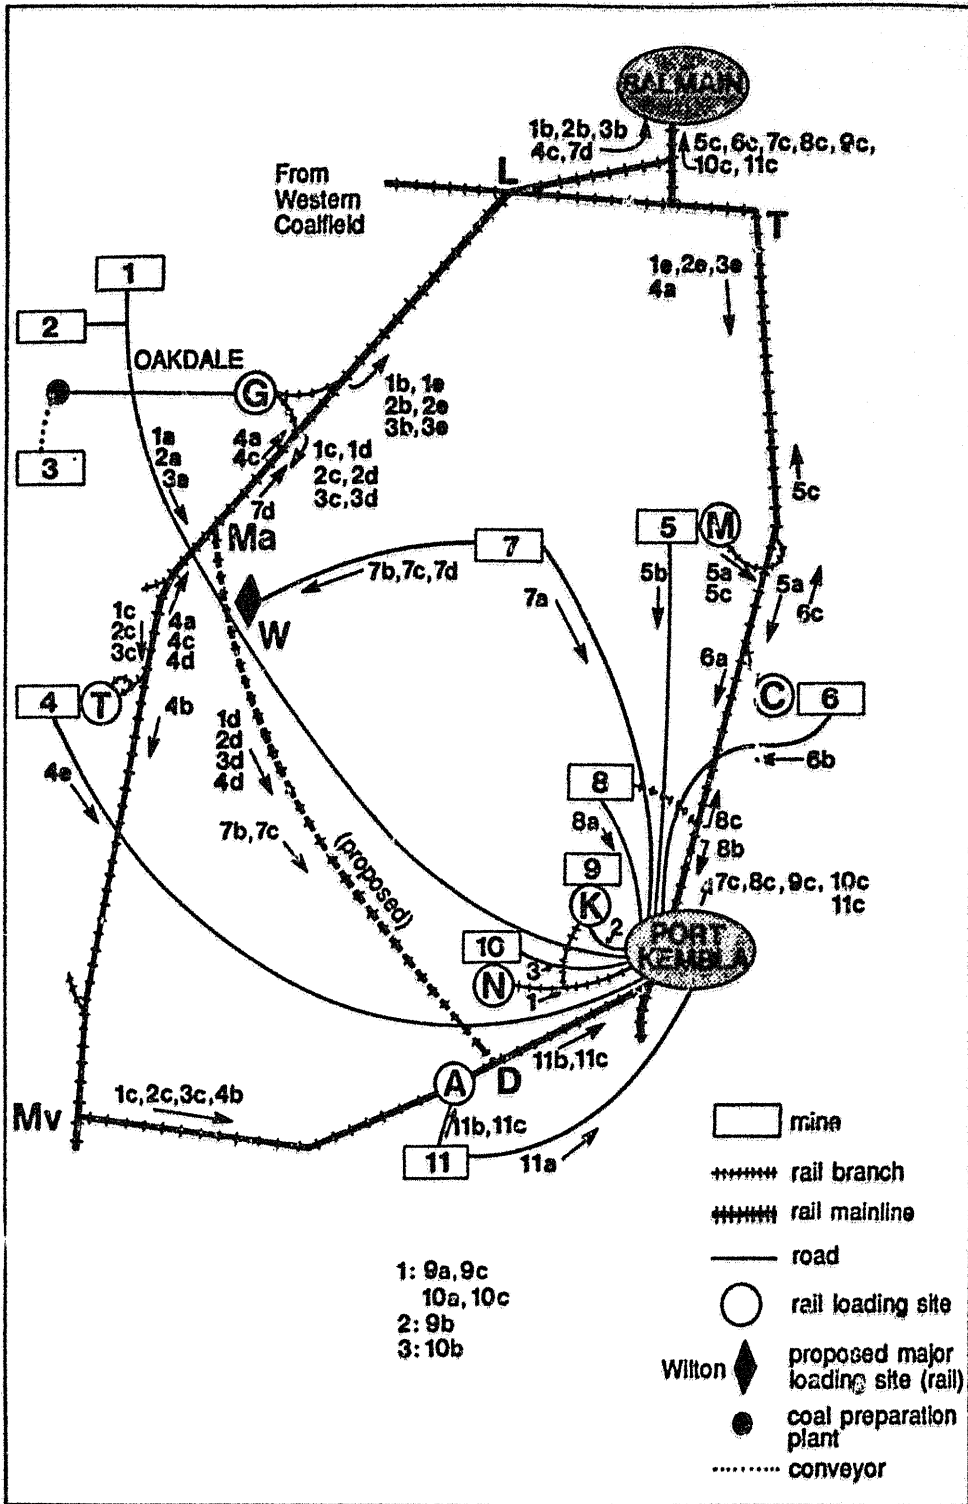 BALMAIN
1b, 2b, 3b
4c, 7d
5c, 6c, 7c, 8c, 9c,
10c, 11c
From
Western
Coalfield
L
T
1e, 2e, 3e
4a
1
2
OAKDALE
G
3
1b, 1e
2b, 2e
3b, 3e
4a
4c
1c, 1d
2c, 2d
3c, 3d
1a
2a
3a
7d
5c
Ma
7
5
M
7b, 7c, 7d
5b
5a
5c
5a
6c
7a
W
1c
2c
3c
4a
4c
4d
6a
4
T
4b
C
6
1d
2d
3d
4d
4e
6b
8
8a
8c
8b
7b, 7c
(proposed)
9
K
7c, 8c, 9c, 10c
11c
2
PORT
KEMBLA
10
3
N
1
11b, 11c
A
D
1c, 2c, 3c, 4b
Mv
11b, 11c
11
11a
mine
rail branch
rail mainline
road
rail loading site
Wilton
proposed major
loading site (rail)
coal preparation
plant
conveyor
1: 9a, 9c
10a, 10c
2: 9b
3: 10b